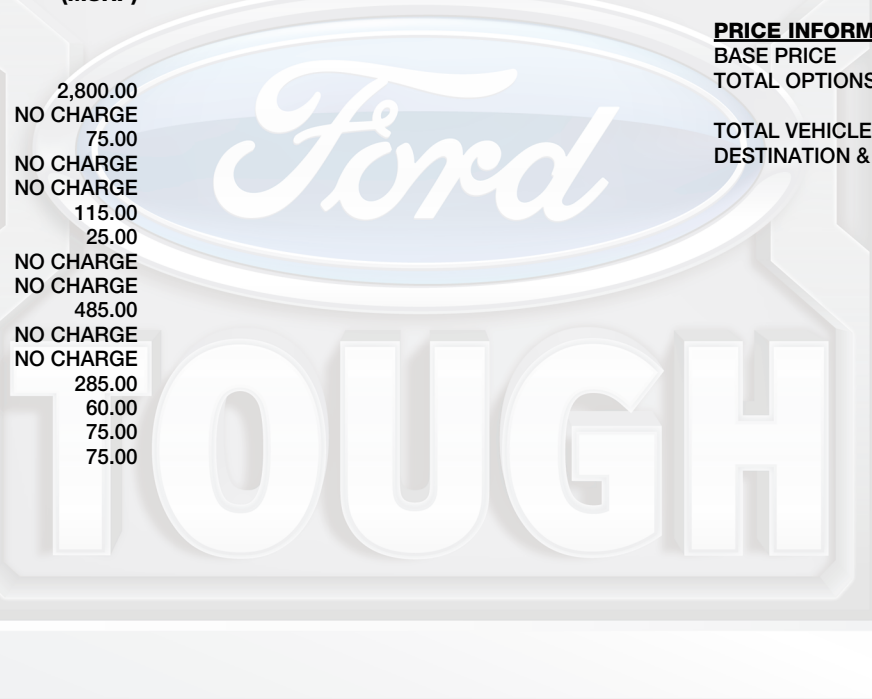 2,800.00
NO CHARGE
75.00
NO CHARGE
NO CHARGE
115.00
25.00
NO CHARGE
NO CHARGE
485.00
NO CHARGE
NO CHARGE
285.00
60.00
75.00
75.00
PRICE INFORM
BASE PRICE
TOTAL OPTIONS
TOTAL VEHICLE
DESTINATION &
Ford
TOUGH